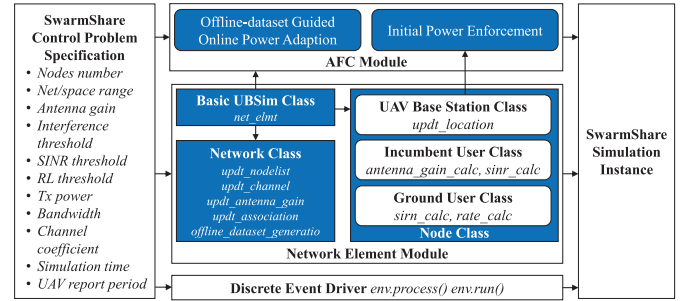 SwarmShare
Control Problem
Specification
• Nodes number
• Net/space range
• Antenna gain
• Interference
threshold
• SINR threshold
• RL threshold
• Tx power
• Bandwidth
• Channel
coefficient
• Simulation time
• UAV report period
Offline-dataset Guided
Online Power Adaption
Initial Power Enforcement
AFC Module
Basic UBSim Class
net_elmt
Network Class
updt_nodelist
updt_channel
updt_antenna_gain
updt_association
offline_dataset_generatio
UAV Base Station Class
updt_location
Incumbent User Class
antenna_gain_calc, sinr_calc
Ground User Class
sirn_calc, rate_calc
Node Class
Network Element Module
Discrete Event Driver env.process() env.run()
SwarmShare
Simulation
Instance